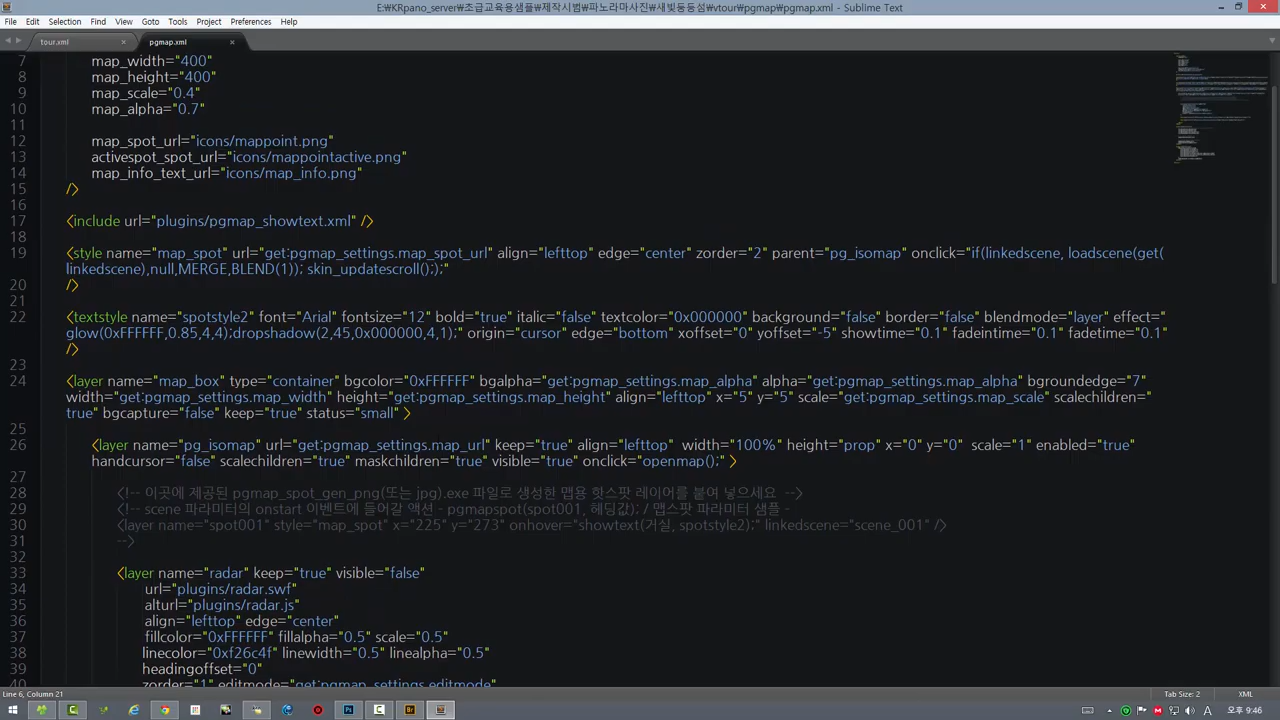 E:₩KRpano_server₩초급교육용샘플₩제작시범₩파노라마사진₩새빛둥둥섬₩vtour₩pgmap₩pgmap.xml - Sublime Text
File Edit Selection Find View Goto Tools Project Preferences Help
tour.xml × pgmap.xml ×
7 map_width="400"
8 map_height="400"
9 map_scale="0.4"
10 map_alpha="0.7"
11
12 map_spot_url="icons/mappoint.png"
13 activespot_spot_url="icons/mappointactive.png"
14 map_info_text_url="icons/map_info.png"
15 />
16
17 <include url="plugins/pgmap_showtext.xml" />
18
19 <style name="map_spot" url="get:pgmap_settings.map_spot_url" align="lefttop" edge="center" zorder="2" parent="pg_isomap" onclick="if(linkedscene, loadscene(get(
linkedscene),null,MERGE,BLEND(1)); skin_updatescroll(););"
20 />
21
22 <textstyle name="spotstyle2" font="Arial" fontsize="12" bold="true" italic="false" textcolor="0x000000" background="false" border="false" blendmode="layer" effect="
glow(0xFFFFFF,0.85,4,4);dropshadow(2,45,0x000000,4,1);" origin="cursor" edge="bottom" xoffset="0" yoffset="-5" showtime="0.1" fadeintime="0.1" fadetime="0.1"
/>
23
24 <layer name="map_box" type="container" bgcolor="0xFFFFFF" bgalpha="get:pgmap_settings.map_alpha" alpha="get:pgmap_settings.map_alpha" bgroundedge="7"
width="get:pgmap_settings.map_width" height="get:pgmap_settings.map_height" align="lefttop" x="5" y="5" scale="get:pgmap_settings.map_scale" scalechildren="
true" bgcapture="false" keep="true" status="small" >
25
26 <layer name="pg_isomap" url="get:pgmap_settings.map_url" keep="true" align="lefttop" width="100%" height="prop" x="0" y="0" scale="1" enabled="true"
handcursor="false" scalechildren="true" maskchildren="true" visible="true" onclick="openmap();" >
27
28 <!-- 이곳에 제공된 pgmap_spot_gen_png(또는 jpg).exe 파일로 생성한 맵용 핫스팟 레이어를 붙여 넣으세요 -->
29 <!-- scene 파라미티의 onstart 이벤트에 들어갈 액션 - pgmapspot(spot001, 헤딩값); / 맵스팟 파라미터 샘플 -
30 <layer name="spot001" style="map_spot" x="225" y="273" onhover="showtext(거실, spotstyle2);" linkedscene="scene_001" />
31 -->
32
33 <layer name="radar" keep="true" visible="false"
34 url="plugins/radar.swf"
35 alturl="plugins/radar.js"
36 align="lefttop" edge="center"
37 fillcolor="0xFFFFFF" fillalpha="0.5" scale="0.5"
38 linecolor="0xf26c4f" linewidth="0.5" linealpha="0.5"
39 headingoffset="0"
40 zorder="1" editmode="get:pgmap_settings.editmode"
Line 6, Column 21 Tab Size: 2 XML
Ps Br A 오후 9:46